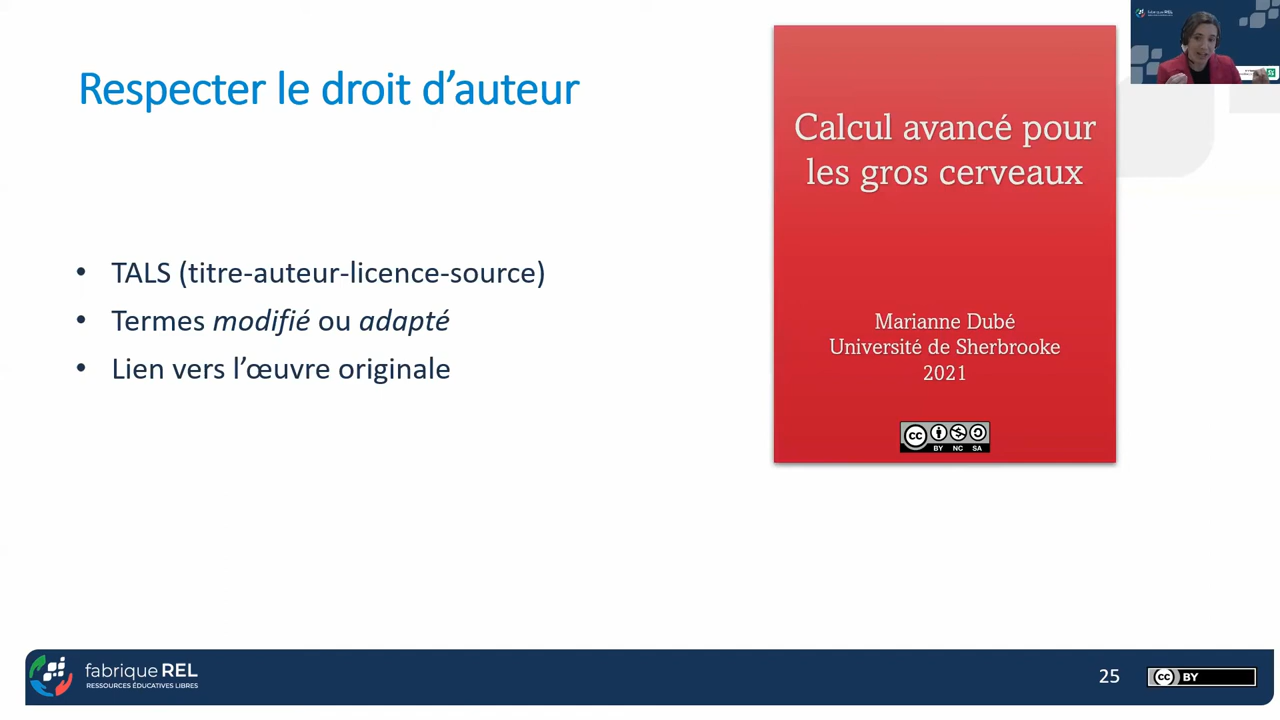 Respecter le droit d'auteur
• TALS (titre-auteur-licence-source)
• Termes modifié ou adapté
• Lien vers l'œuvre originale
Calcul avancé pour
les gros cerveaux
Marianne Dubé
Université de Sherbrooke
2021
cc
BY NC SA
fabrique REL
fabrique REL
RESSOURCES ÉDUCATIVES LIBRES
25
cc BY